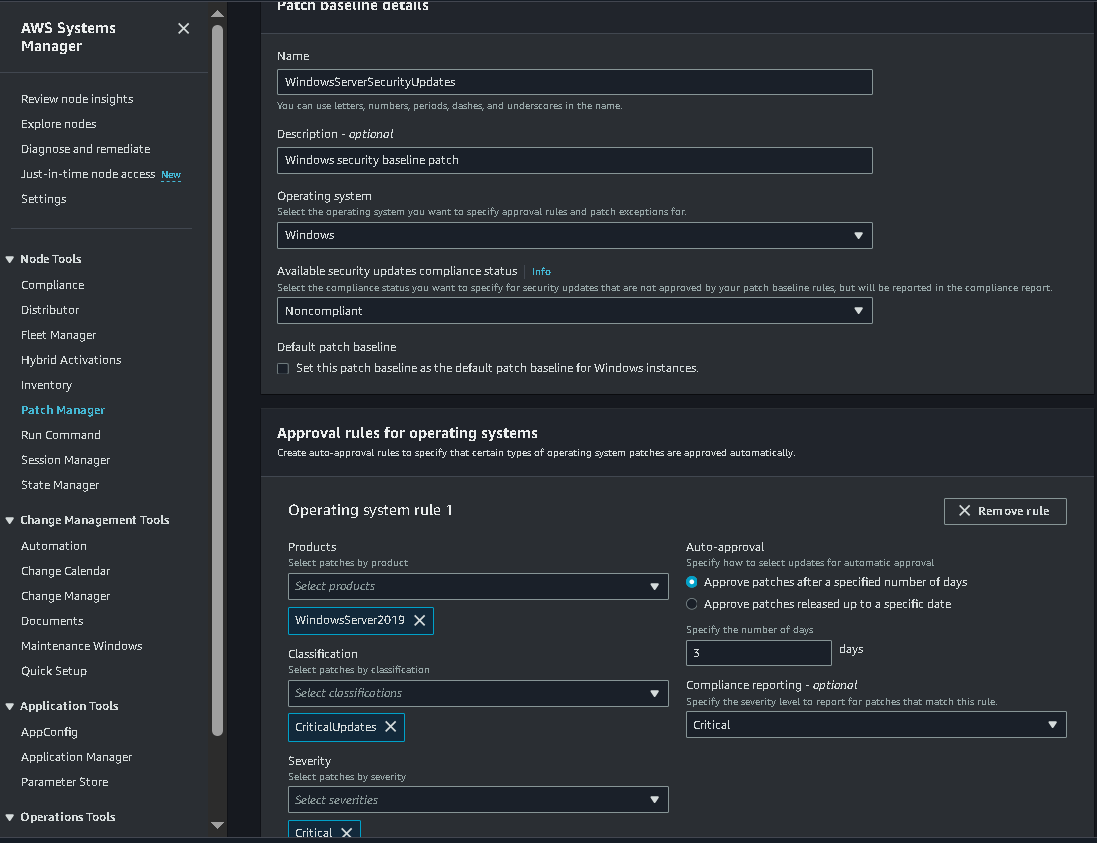 AWS Systems
Manager
Review node insights
Explore nodes
Diagnose and remediate
Just-in-time node access New
Settings
Node Tools
Compliance
Distributor
Fleet Manager
Hybrid Activations
Inventory
Patch Manager
Run Command
Session Manager
State Manager
Change Management Tools
Automation
Change Calendar
Change Manager
Documents
Maintenance Windows
Quick Setup
Application Tools
AppConfig
Application Manager
Parameter Store
Operations Tools
Patch baseline details
Name
WindowsServerSecurityUpdates
You can use letters, numbers, periods, dashes, and underscores in the name.
Description - optional
Windows security baseline patch
Operating system
Select the operating system you want to specify approval rules and patch exceptions for.
Windows
Available security updates compliance status Info
Select the compliance status you want to specify for security updates that are not approved by your patch baseline rules, but will be reported in the compliance report.
Noncompliant
Default patch baseline
Set this patch baseline as the default patch baseline for Windows instances.
Approval rules for operating systems
Create auto-approval rules to specify that certain types of operating system patches are approved automatically.
Operating system rule 1
Remove rule
Products
Select patches by product
Select products
WindowsServer2019
Classification
Select patches by classification
Select classifications
CriticalUpdates
Severity
Select patches by severity
Select severities
Critical
Auto-approval
Specify how to select updates for automatic approval
Approve patches after a specified number of days
Approve patches released up to a specific date
Specify the number of days
3 days
Compliance reporting - optional
Specify the severity level to report for patches that match this rule.
Critical